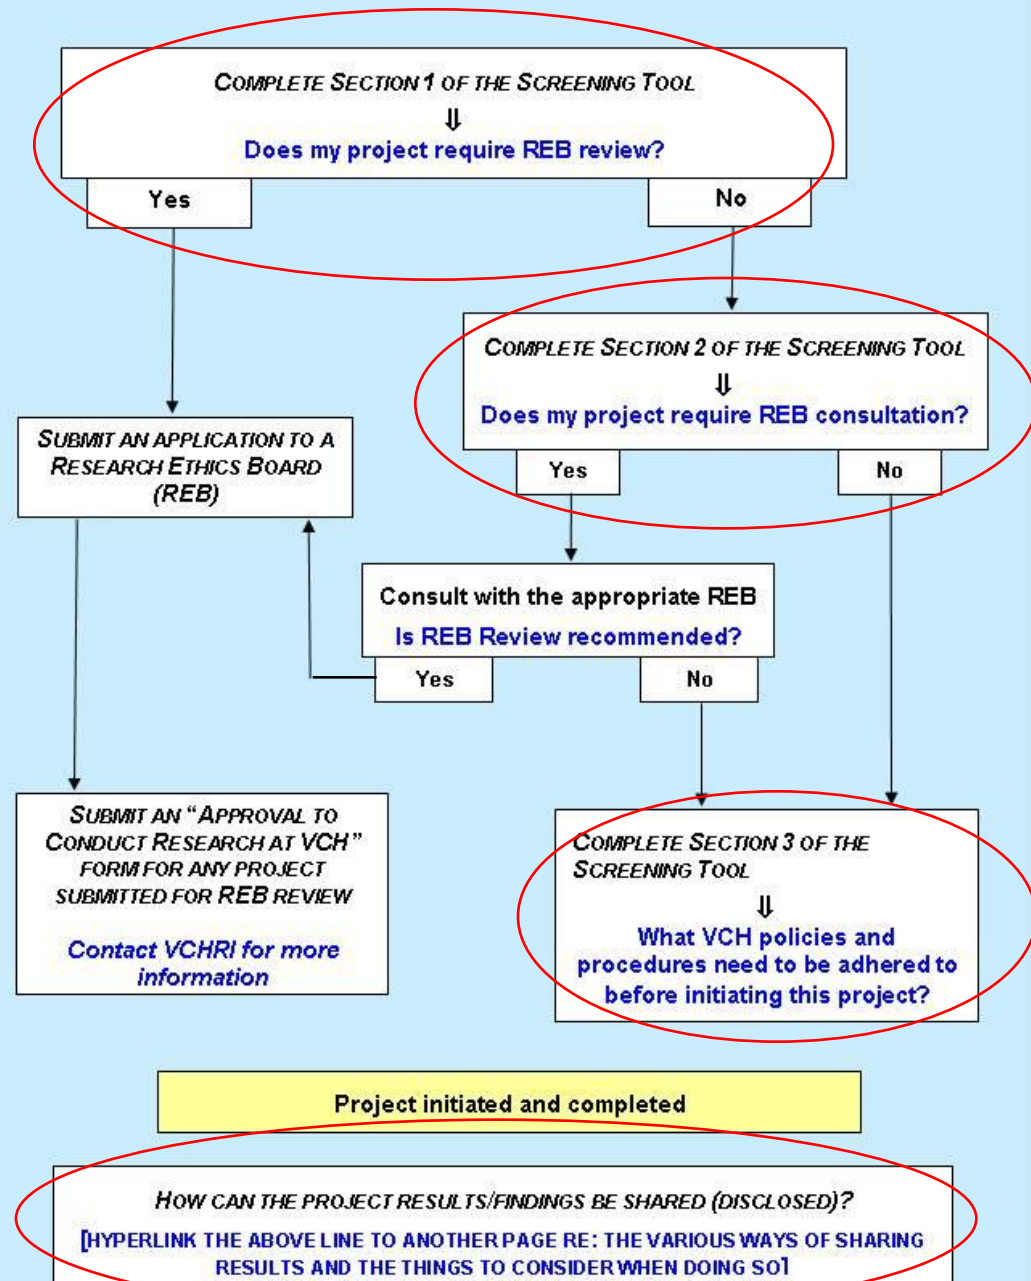 COMPLETE SECTION 1 OF THE SCREENING TOOL
⇓
Does my project require REB review?
Yes
No
COMPLETE SECTION 2 OF THE SCREENING TOOL
⇓
Does my project require REB consultation?
Yes
No
SUBMIT AN APPLICATION TO A
RESEARCH ETHICS BOARD
(REB)
Consult with the appropriate REB
Is REB Review recommended?
Yes
No
SUBMIT AN “APPROVAL TO
CONDUCT RESEARCH AT VCH”
FORM FOR ANY PROJECT
SUBMITTED FOR REB REVIEW
Contact VCHRI for more
information
COMPLETE SECTION 3 OF THE
SCREENING TOOL
⇓
What VCH policies and
procedures need to be adhered to
before initiating this project?
Project initiated and completed
HOW CAN THE PROJECT RESULTS/FINDINGS BE SHARED (DISCLOSED)?
[HYPERLINK THE ABOVE LINE TO ANOTHER PAGE RE: THE VARIOUS WAYS OF SHARING
RESULTS AND THE THINGS TO CONSIDER WHEN DOING SO]